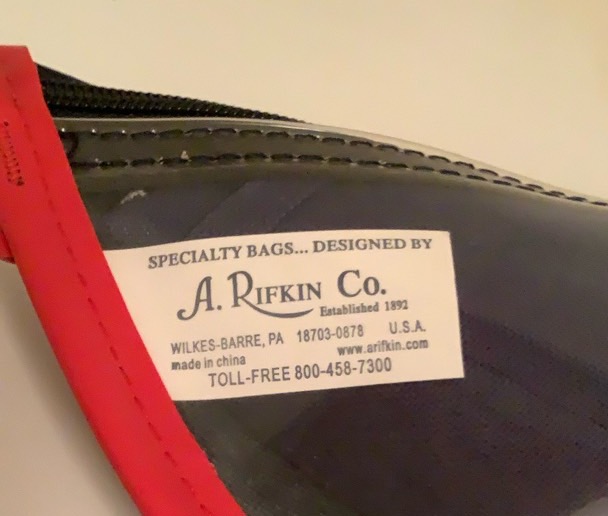 SPECIALTY BAGS... DESIGNED BY
A. RIFKIN CO.
Established 1892
WILKES-BARRE, PA 18703-0878 U.S.A.
made in china www.arifkin.com
TOLL-FREE 800-458-7300